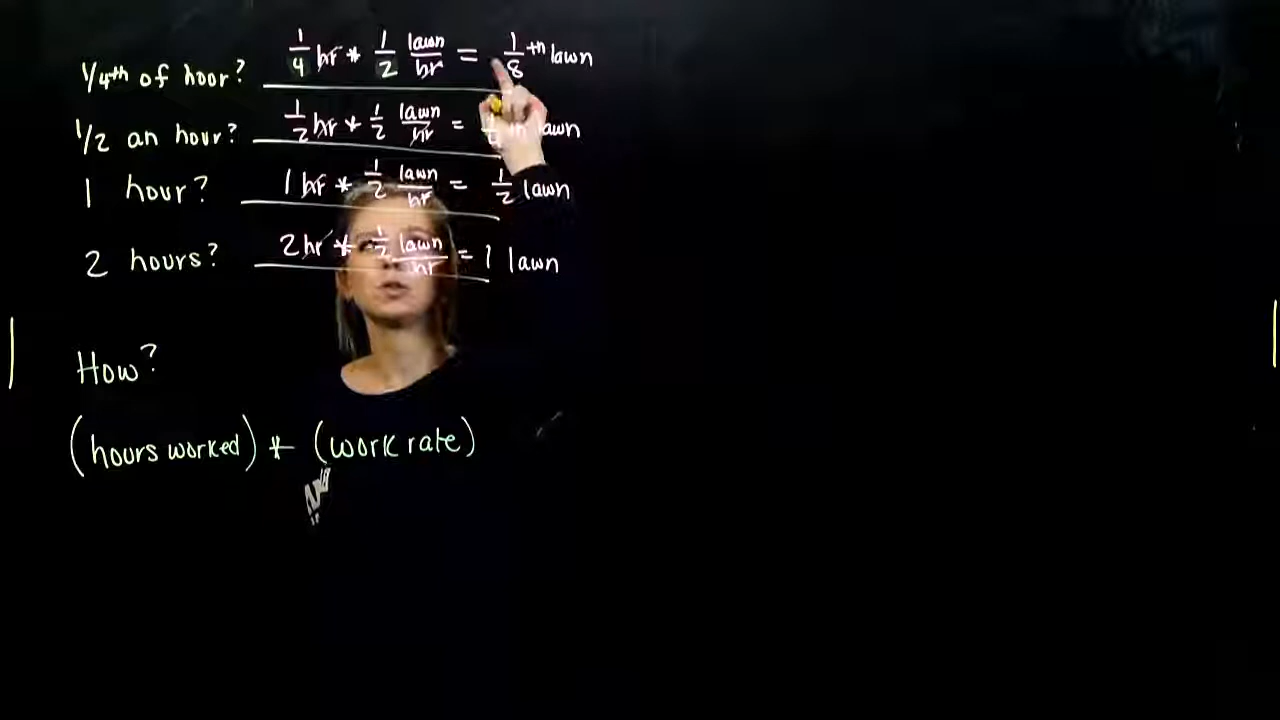 1/4th of hoor? 1/4 hr * 1/2 lawn/hr = 1/8th lawn
1/2 an hour? 1/2 hr * 1/2 lawn/hr = lawn
1 hour? 1 hr * 1/2 lawn/hr = 1/2 lawn
2 hours? 2 hr * 1/2 lawn/hr = 1 lawn
How?
(hours worked) * (work rate)